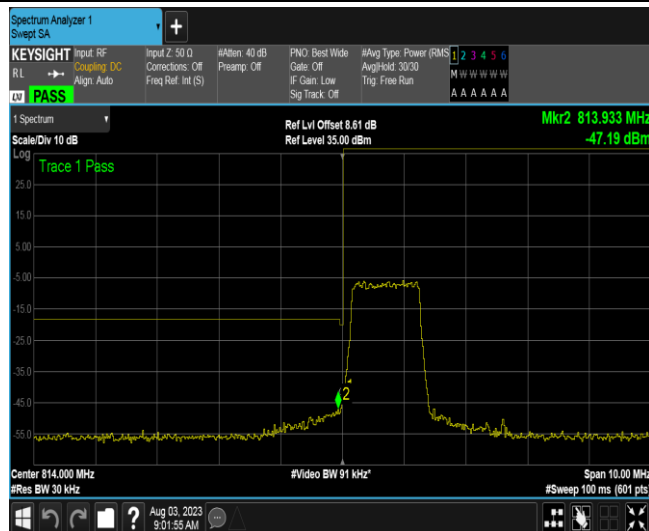 Spectrum Analyzer 1
Swept SA
KEYSIGHT
RL
PASS
Input: RF
Coupling: DC
Align: Auto
Input Z: 50 Ω
Corrections: Off
Freq Ref: Int (S)
#Atten: 40 dB
Preamp: Off
PNO: Best Wide
Gate: Off
IF Gain: Low
Sig Track: Off
#Avg Type: Power (RMS
Avg|Hold: 30/30
Trig: Free Run
1 2 3 4 5 6
M W W W W W
A A A A A A
1 Spectrum
Scale/Div 10 dB
Ref Lvl Offset 8.61 dB
Ref Level 35.00 dBm
Mkr2 813.933 MHz
-47.19 dBm
Log
Trace 1 Pass
25.0
15.0
5.00
-5.00
-15.0
-25.0
-35.0
-45.0
-55.0
2
Center 814.000 MHz
#Video BW 91 kHz*
Span 10.00 MHz
#Res BW 30 kHz
#Sweep 100 ms (601 pts)
?
Aug 03, 2023
9:01:55 AM